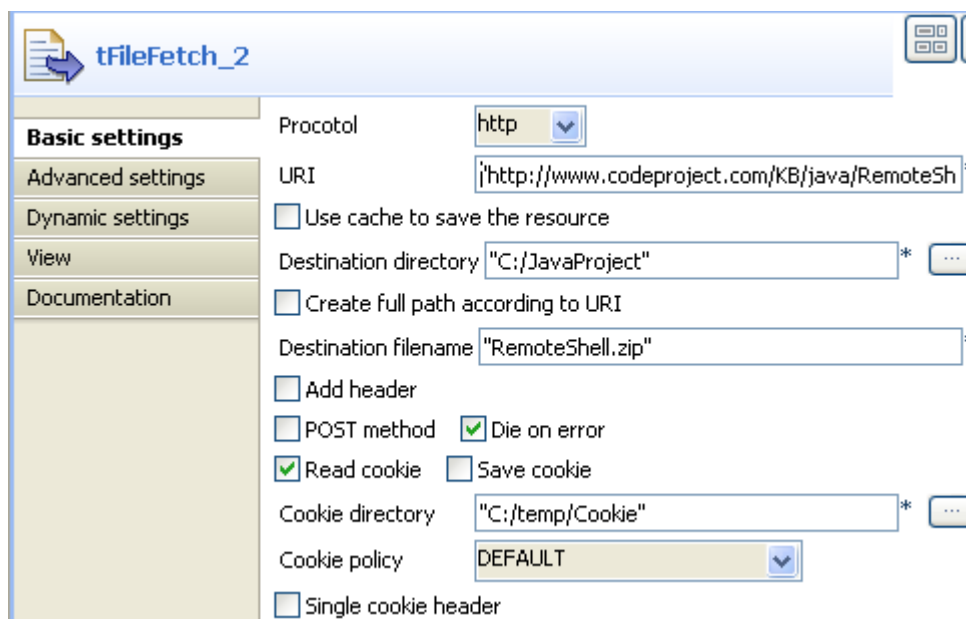 tFileFetch_2
Basic settings
Advanced settings
Dynamic settings
View
Documentation
Procotol http
URI "http://www.codeproject.com/KB/java/RemoteSh *
Use cache to save the resource
Destination directory "C:/JavaProject" * ...
Create full path according to URI
Destination filename "RemoteShell.zip" *
Add header
POST method Die on error
Read cookie Save cookie
Cookie directory "C:/temp/Cookie" * ...
Cookie policy DEFAULT
Single cookie header